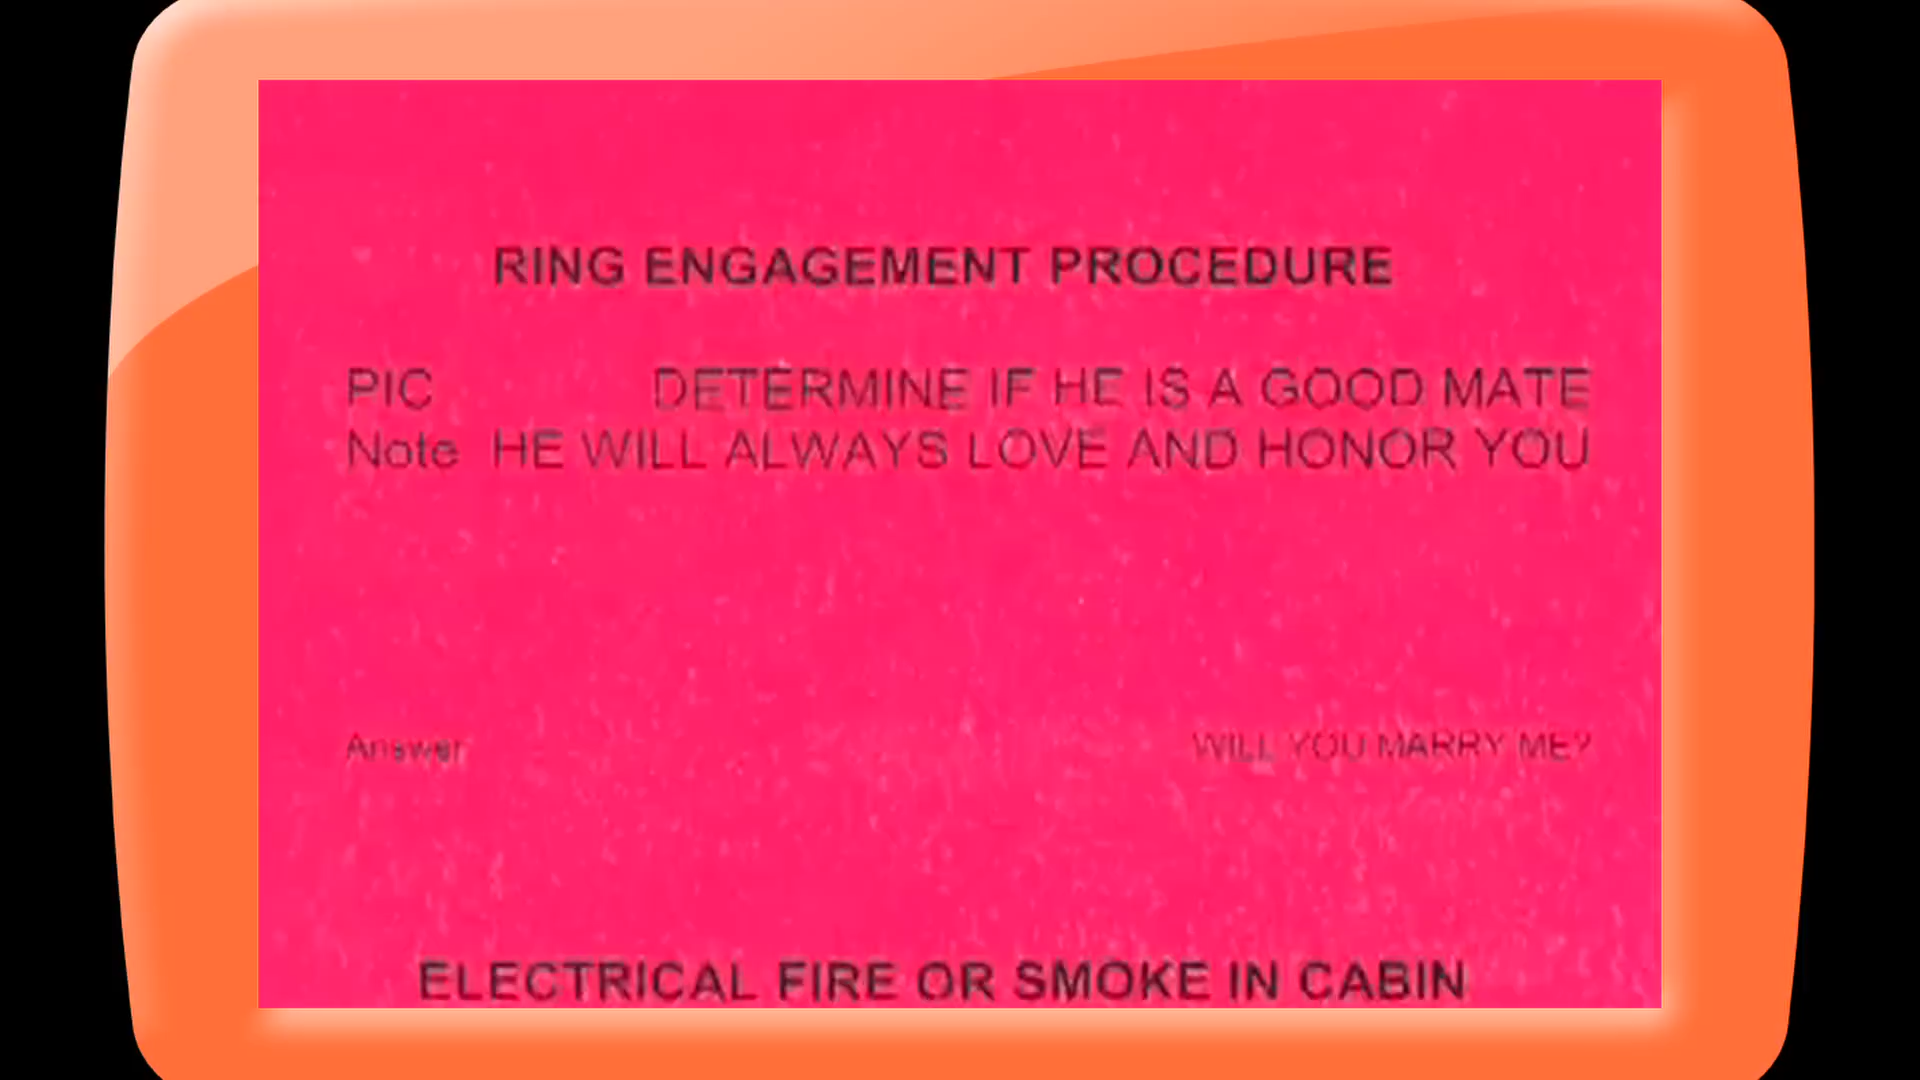 RING ENGAGEMENT PROCEDURE
PIC DETERMINE IF HE IS A GOOD MATE
Note HE WILL ALWAYS LOVE AND HONOR YOU
Answer WILL YOU MARRY ME?
ELECTRICAL FIRE OR SMOKE IN CABIN